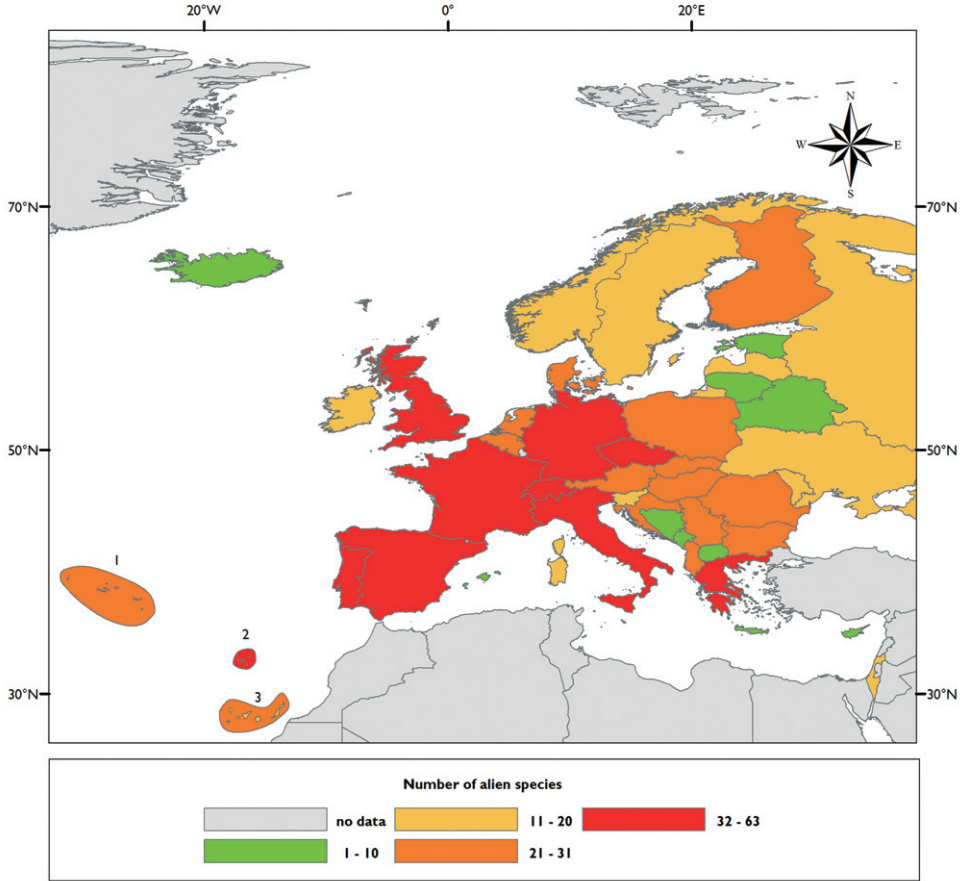 20°W 0° 20°E
N
W E
S
70°N 70°N
50°N 50°N
1
2
3
30°N 30°N
Number of alien species
no data 11 - 20 32 - 63
1 - 10 21 - 31